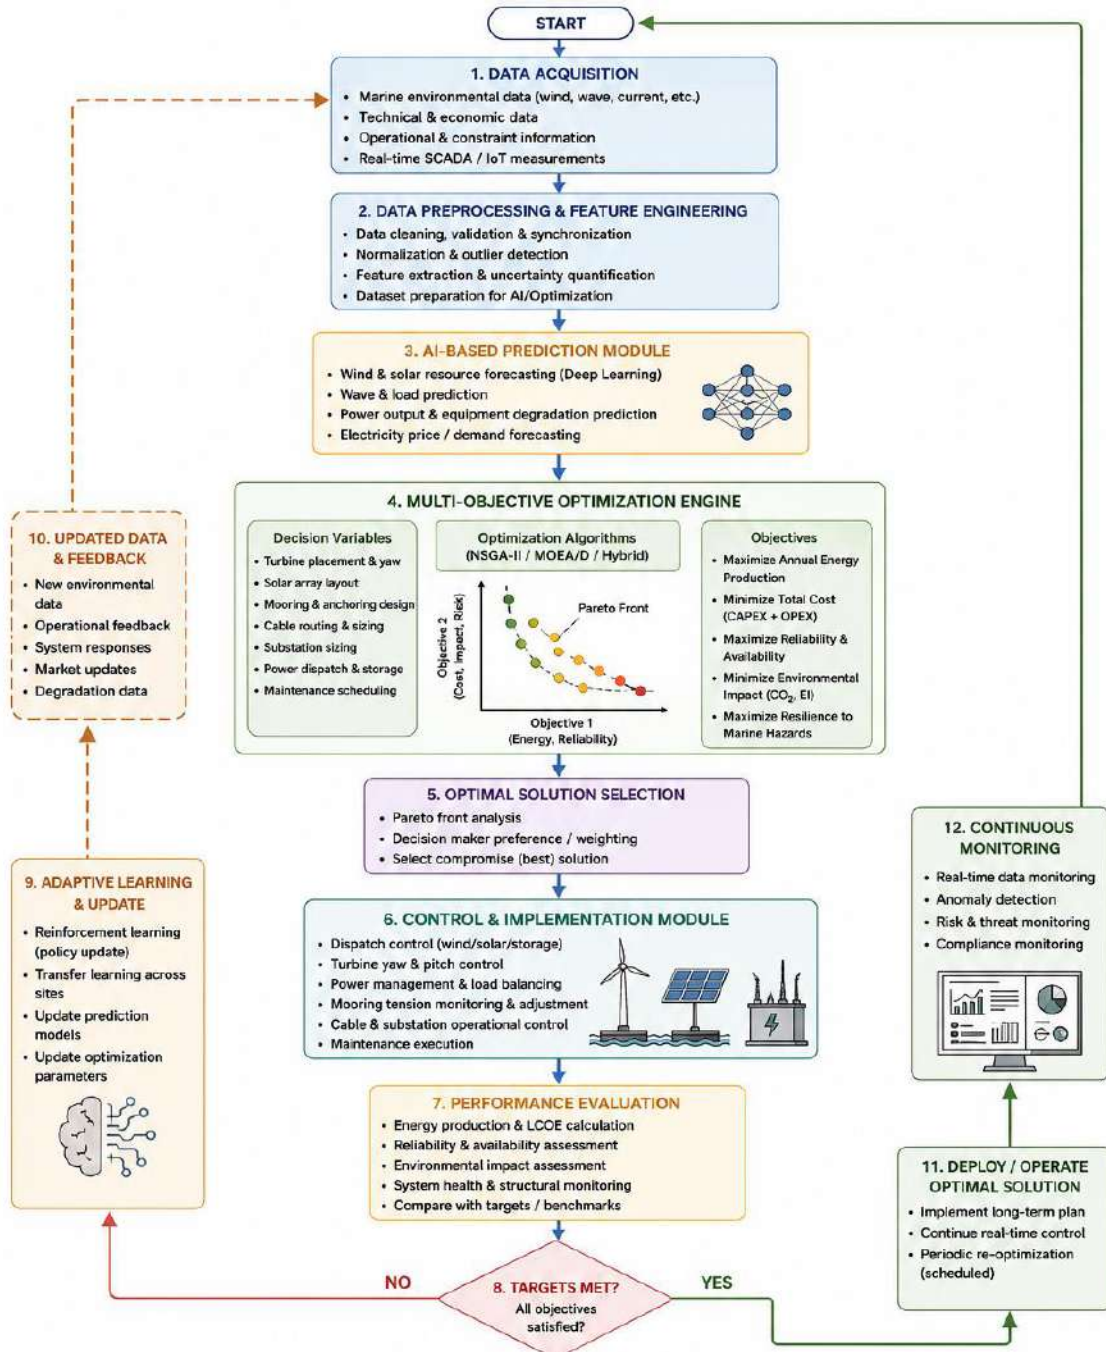 START
1. DATA ACQUISITION
• Marine environmental data (wind, wave, current, etc.)
• Technical & economic data
• Operational & constraint information
• Real-time SCADA / IoT measurements
2. DATA PREPROCESSING & FEATURE ENGINEERING
• Data cleaning, validation & synchronization
• Normalization & outlier detection
• Feature extraction & uncertainty quantification
• Dataset preparation for AI/Optimization
3. AI-BASED PREDICTION MODULE
• Wind & solar resource forecasting (Deep Learning)
• Wave & load prediction
• Power output & equipment degradation prediction
• Electricity price / demand forecasting
4. MULTI-OBJECTIVE OPTIMIZATION ENGINE
Decision Variables
• Turbine placement & yaw
• Solar array layout
• Mooring & anchoring design
• Cable routing & sizing
• Substation sizing
• Power dispatch & storage
• Maintenance scheduling
Optimization Algorithms
(NSGA-II / MOEA/D / Hybrid)
Pareto Front
Objective 2
(Cost, Impact, Risk)
Objective 1
(Energy, Reliability)
Objectives
• Maximize Annual Energy
Production
• Minimize Total Cost
(CAPEX + OPEX)
• Maximize Reliability &
Availability
• Minimize Environmental
Impact (CO₂, EI)
• Maximize Resilience to
Marine Hazards
5. OPTIMAL SOLUTION SELECTION
• Pareto front analysis
• Decision maker preference / weighting
• Select compromise (best) solution
6. CONTROL & IMPLEMENTATION MODULE
• Dispatch control (wind/solar/storage)
• Turbine yaw & pitch control
• Power management & load balancing
• Mooring tension monitoring & adjustment
• Cable & substation operational control
• Maintenance execution
7. PERFORMANCE EVALUATION
• Energy production & LCOE calculation
• Reliability & availability assessment
• Environmental impact assessment
• System health & structural monitoring
• Compare with targets / benchmarks
8. TARGETS MET?
All objectives
satisfied?
NO
YES
9. ADAPTIVE LEARNING
& UPDATE
• Reinforcement learning
(policy update)
• Transfer learning across
sites
• Update prediction
models
• Update optimization
parameters
10. UPDATED DATA
& FEEDBACK
• New environmental
data
• Operational feedback
• System responses
• Market updates
• Degradation data
11. DEPLOY / OPERATE
OPTIMAL SOLUTION
• Implement long-term plan
• Continue real-time control
• Periodic re-optimization
(scheduled)
12. CONTINUOUS
MONITORING
• Real-time data monitoring
• Anomaly detection
• Risk & threat monitoring
• Compliance monitoring